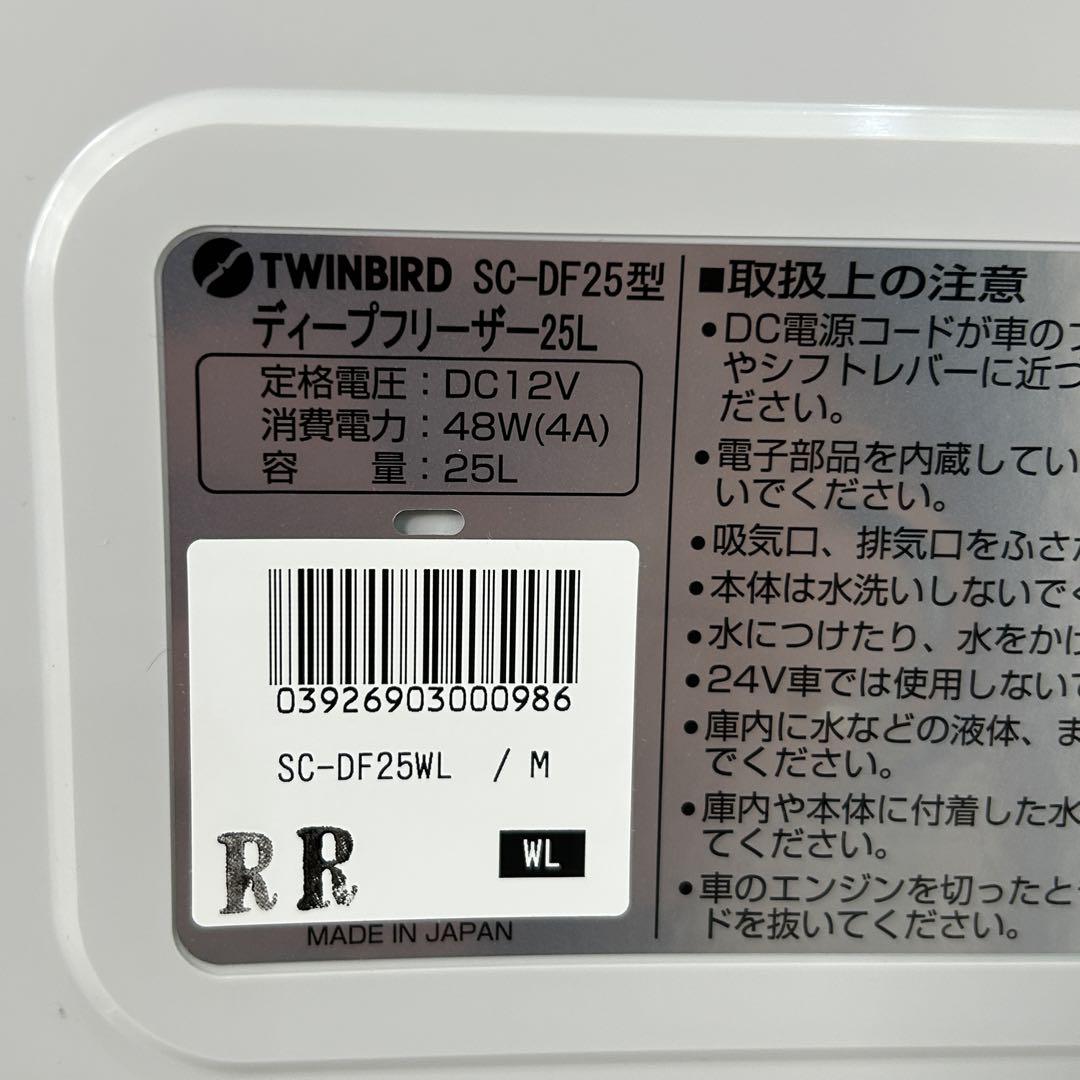 TWINBIRD SC-DF25型
ディープフリーザー25L
定格電圧：DC12V
消費電力：48W(4A)
容　　量：25L
03926903000986
SC-DF25WL / M
R R
WL
MADE IN JAPAN
■取扱上の注意
•DC電源コードが車の
やシフトレバーに近づ
ださい。
•電子部品を内蔵してい
いでください。
•吸気口、排気口をふさ
•本体は水洗いしないで
•水につけたり、水をかけ
•24V車では使用しない
•庫内に水などの液体、ま
でください。
•庫内や本体に付着した水
てください。
•車のエンジンを切ったと
ドを抜いてください。